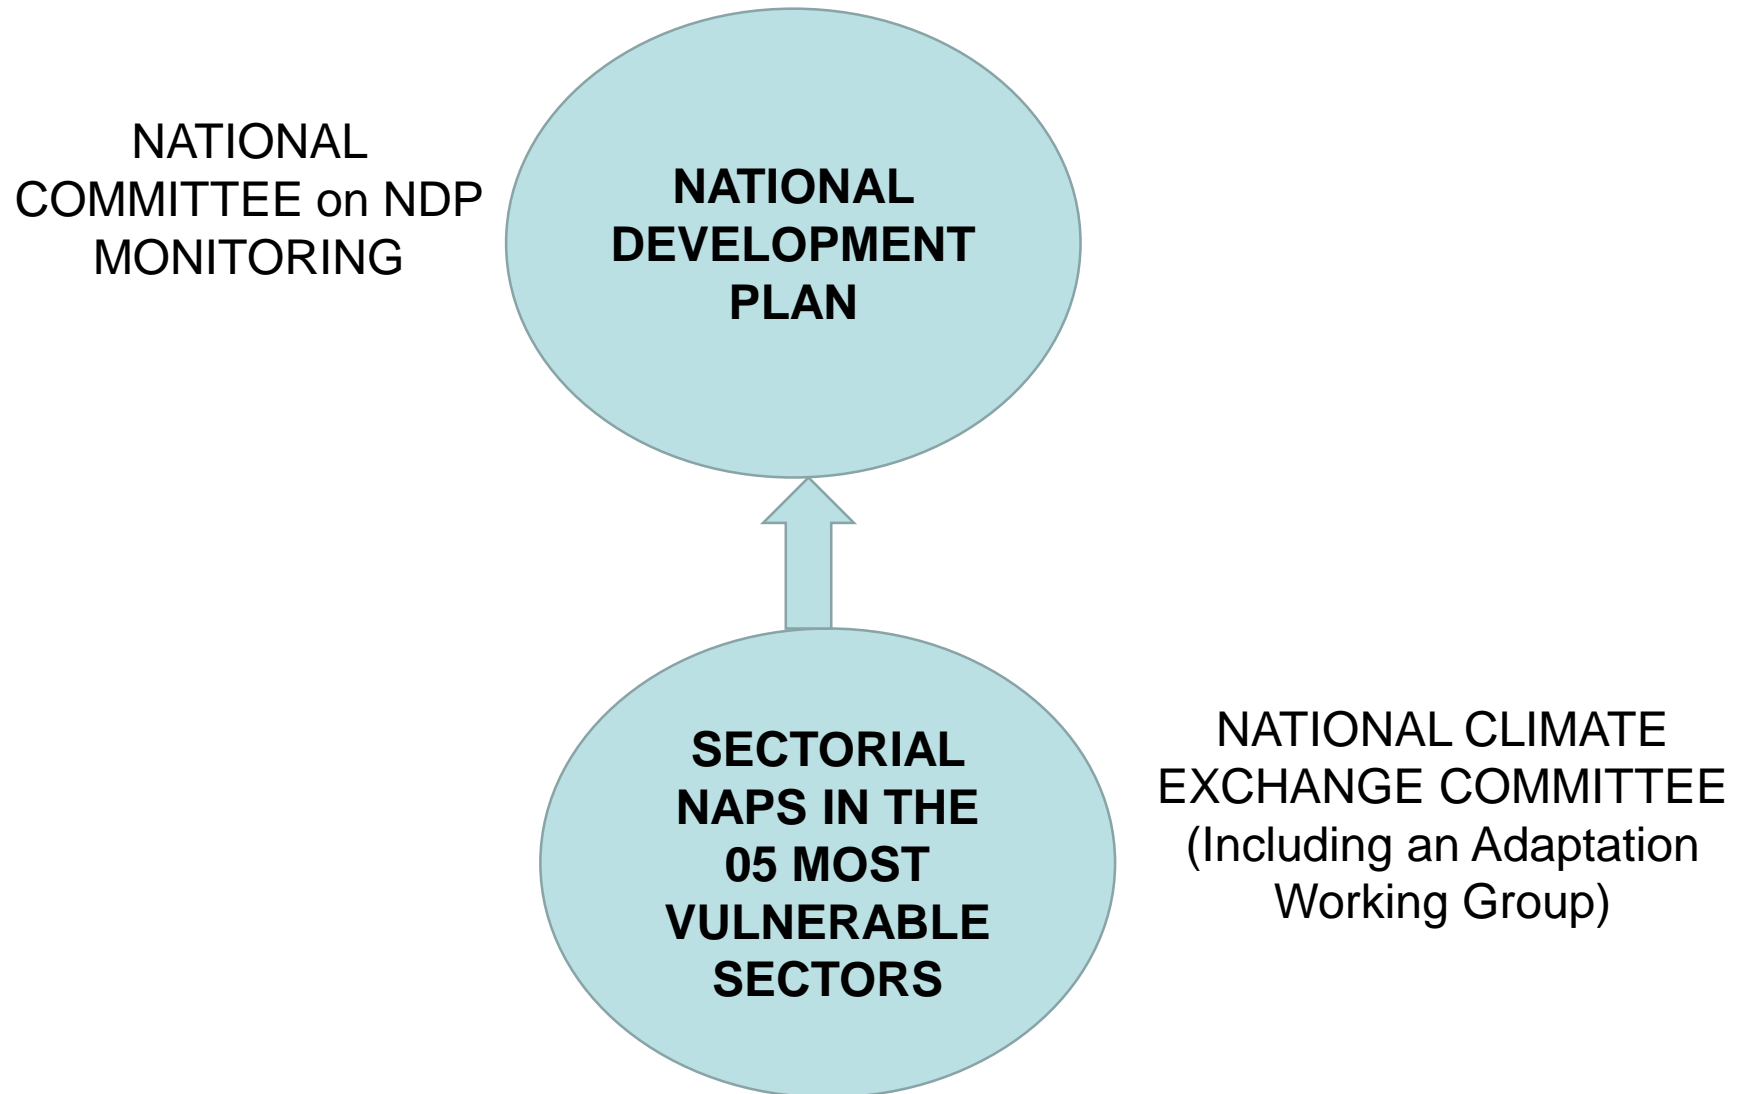 NATIONAL
COMMITTEE on NDP
MONITORING
NATIONAL
DEVELOPMENT
PLAN
SECTORIAL
NAPS IN THE
05 MOST
VULNERABLE
SECTORS
NATIONAL CLIMATE
EXCHANGE COMMITTEE
(Including an Adaptation
Working Group)